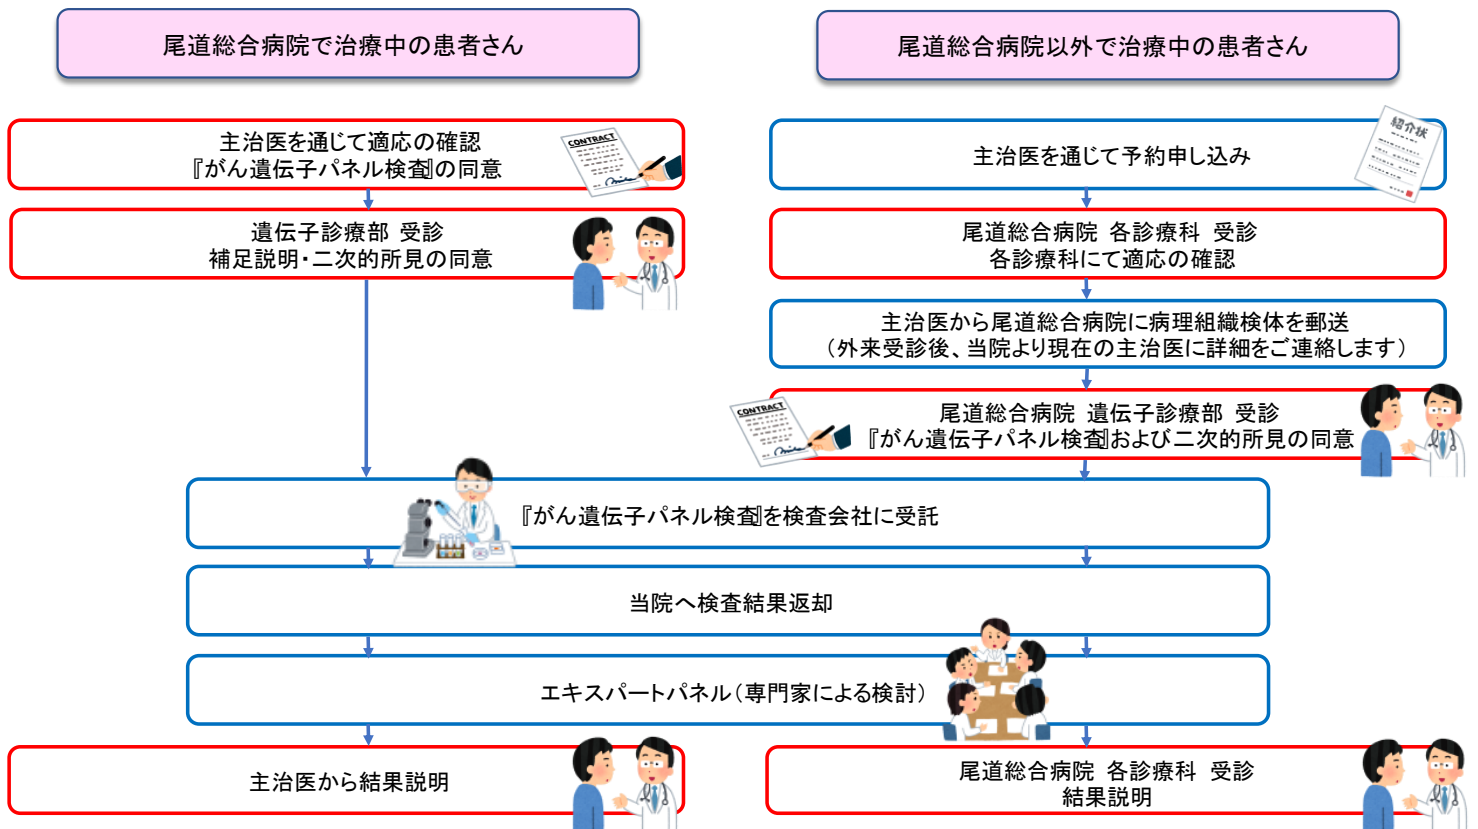 尾道総合病院で治療中の患者さん
尾道総合病院以外で治療中の患者さん
主治医を通じて適応の確認
『がん遺伝子パネル検査』の同意
CONTRACT
遺伝子診療部 受診
補足説明・二次的所見の同意
主治医を通じて予約申し込み
紹介状
尾道総合病院 各診療科 受診
各診療科にて適応の確認
主治医から尾道総合病院に病理組織検体を郵送
（外来受診後、当院より現在の主治医に詳細をご連絡します）
CONTRACT
尾道総合病院 遺伝子診療部 受診
『がん遺伝子パネル検査』および二次的所見の同意
『がん遺伝子パネル検査』を検査会社に受託
当院へ検査結果返却
エキスパートパネル（専門家による検討）
主治医から結果説明
尾道総合病院 各診療科 受診
結果説明